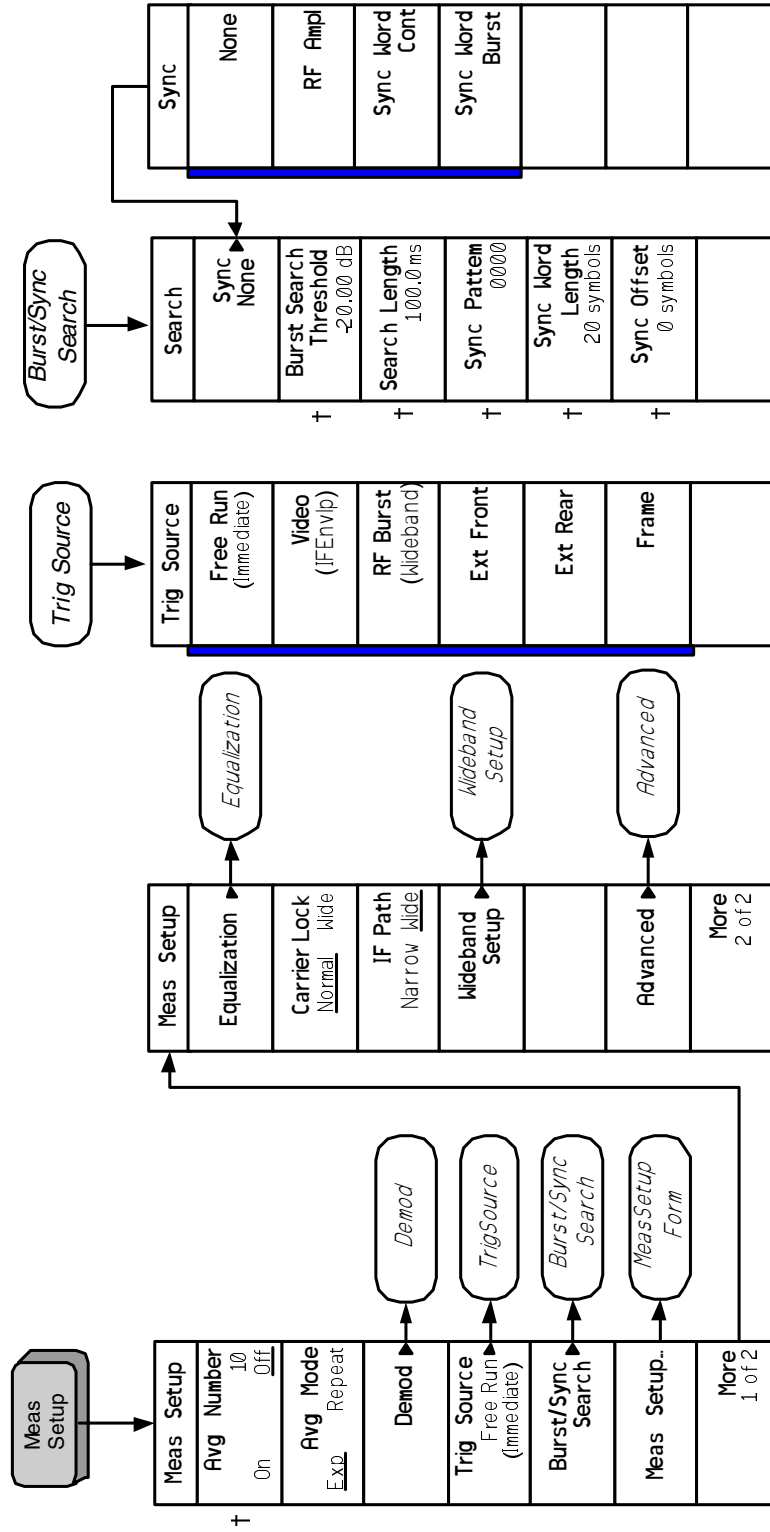 Meas
Setup
Meas Setup
Avg Number
10
On Off
Avg Mode
Exp Repeat
Demod
Trig Source
Free Run
(Immediate)
Burst/Sync
Search
Meas Setup..
More
1 of 2
†
Demod
TrigSource
Burst/Sync
Search
MeasSetup
Form
Meas Setup
Equalization
Carrier Lock
Normal Wide
IF Path
Narrow Wide
Wideband
Setup
Advanced
More
2 of 2
Equalization
Wideband
Setup
Advanced
Trig Source
Trig Source
Free Run
(Immediate)
Video
(IFEnvlp)
RF Burst
(Wideband)
Ext Front
Ext Rear
Frame
Burst/Sync
Search
Search
Sync
None
Burst Search
Threshold
-20.00 dB
†
Search Length
100.0 ms
†
Sync Pattem
0000
†
Sync Word
Length
20 symbols
†
Sync Offset
0 symbols
†
Sync
None
RF Ampl
Sync Word
Cont
Sync Word
Burst